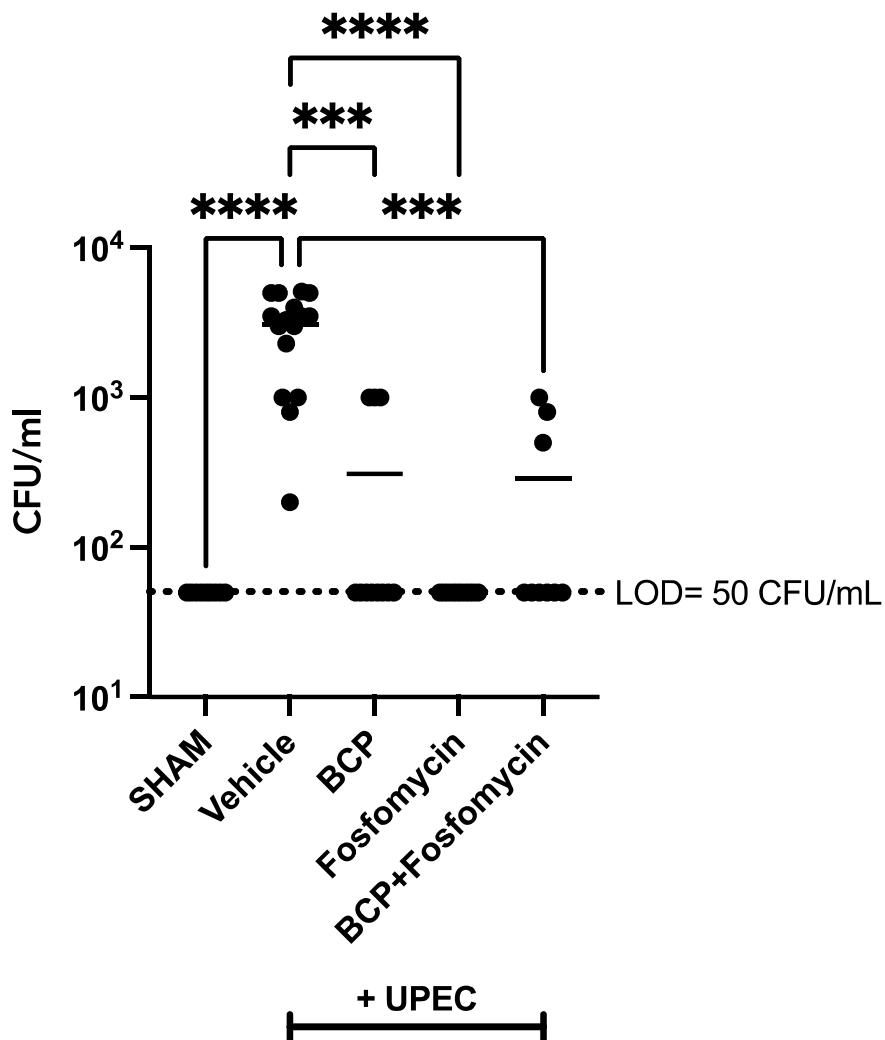 ****
***
****
***
10⁴
10³
10²
10¹
CFU/ml
LOD= 50 CFU/mL
SHAM
Vehicle
BCP
Fosfomycin
BCP+Fosfomycin
+ UPEC